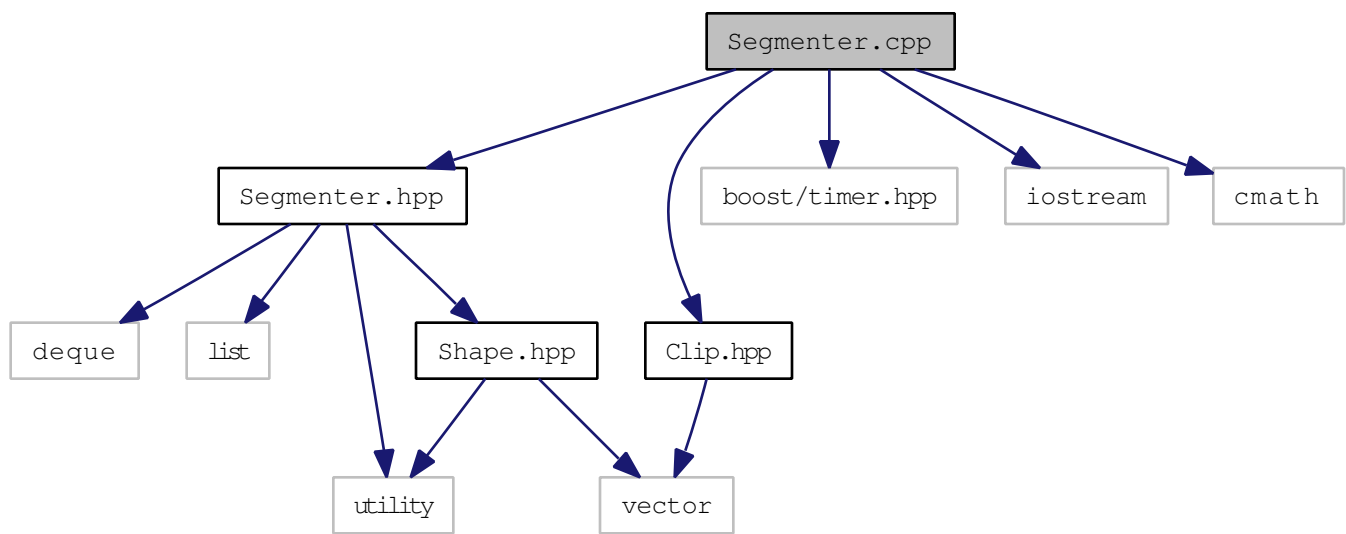 Segmenter.cpp
Segmenter.hpp
boost/timer.hpp
iostream
cmath
deque
list
Shape.hpp
Clip.hpp
utility
vector